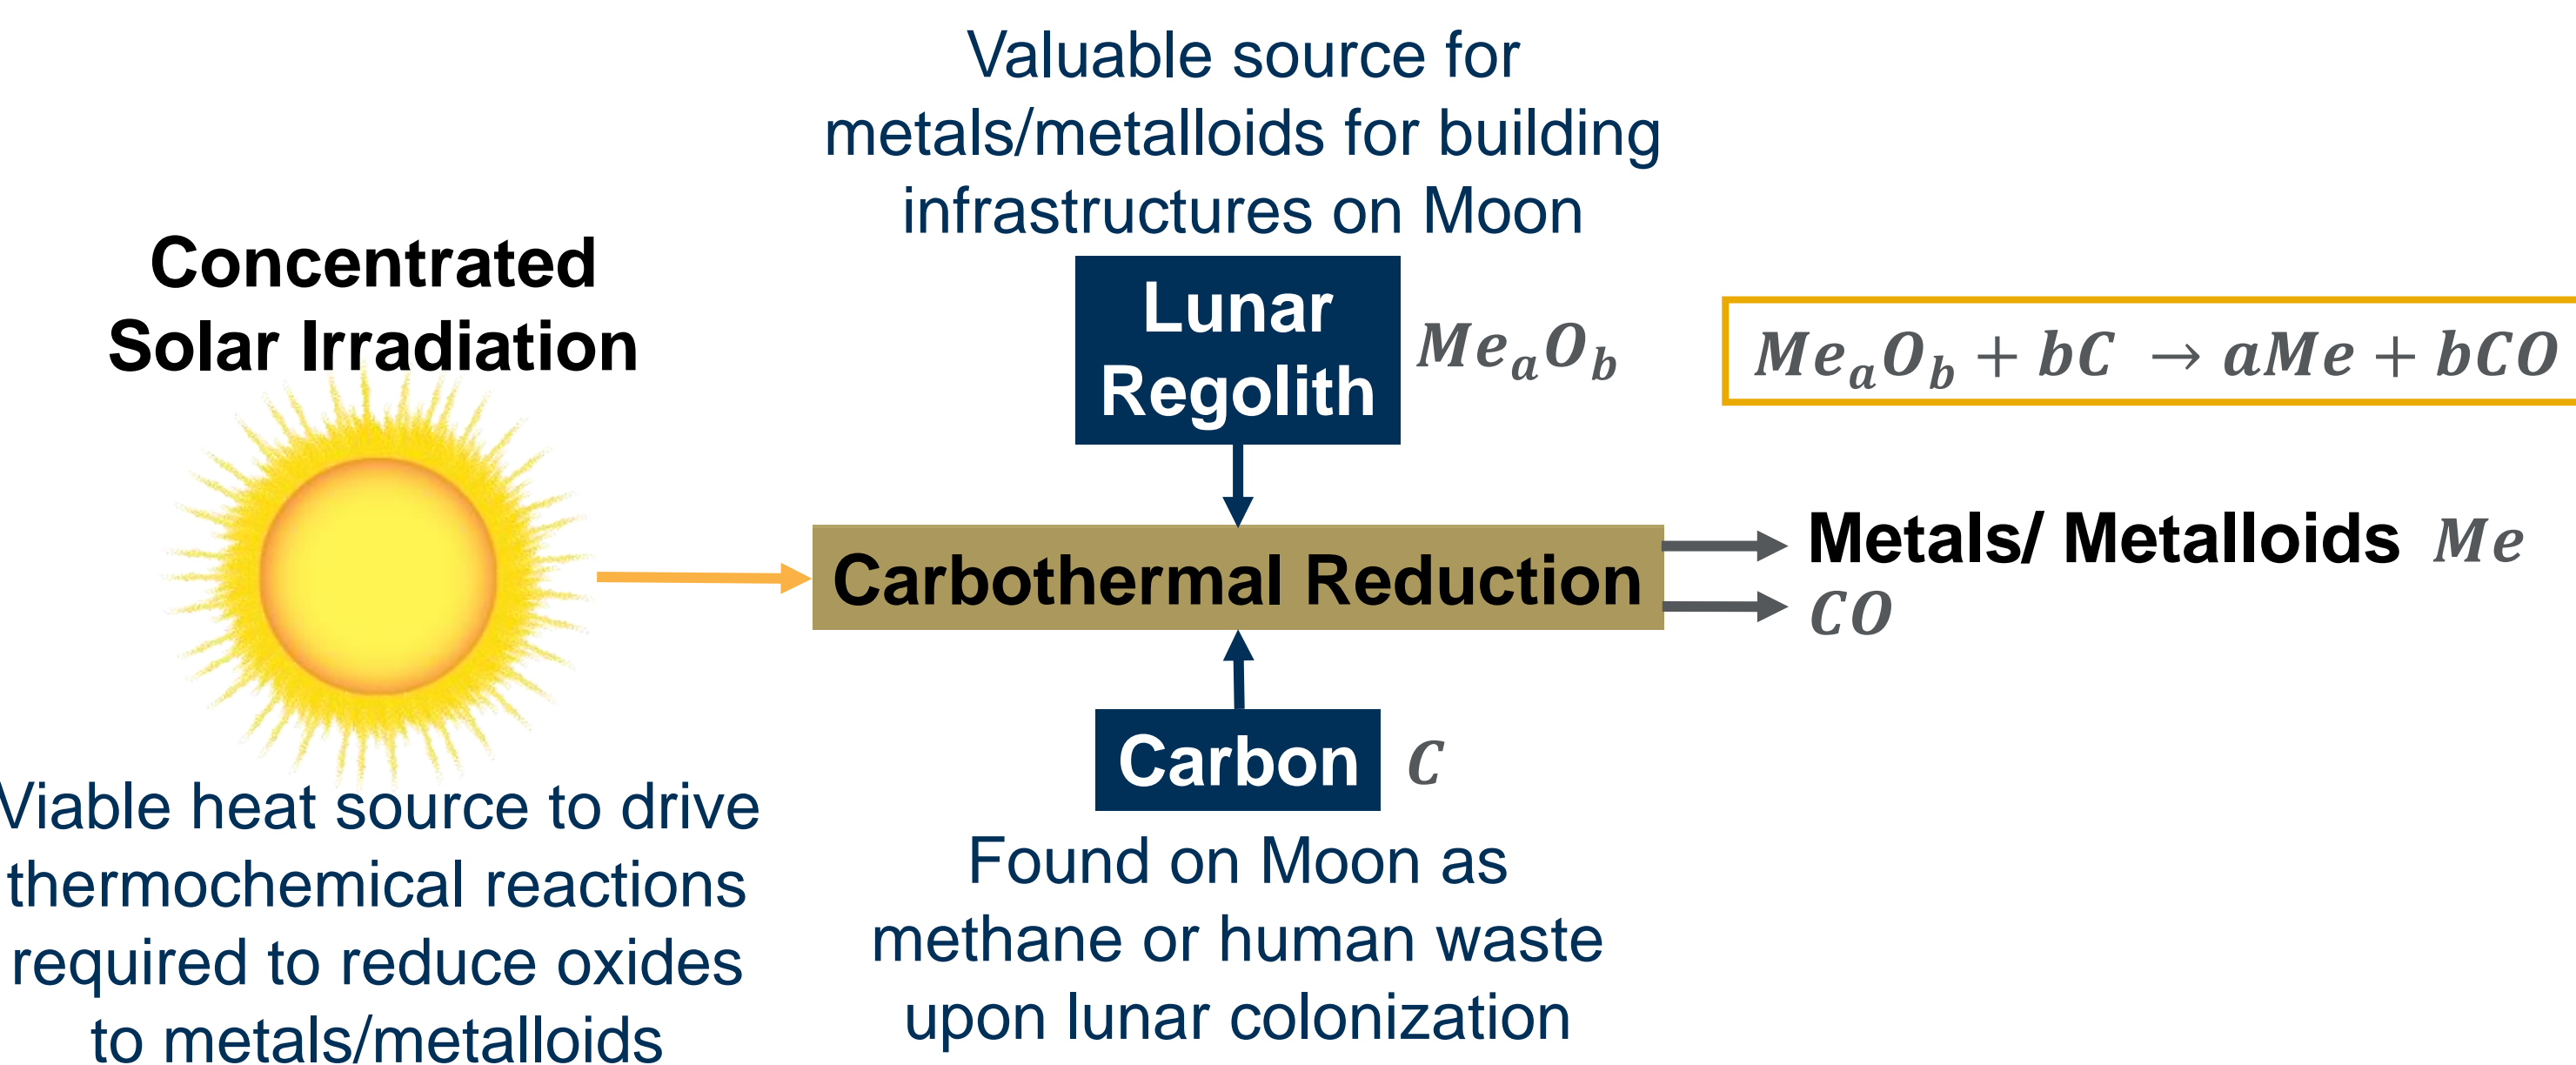 Valuable source for
metals/metalloids for building
infrastructures on Moon
Concentrated
Solar Irradiation
Lunar
Regolith
Me_aO_b
Me_aO_b + bC → aMe + bCO
Carbothermal Reduction
Metals/ Metalloids Me
CO
Carbon C
Viable heat source to drive
thermochemical reactions
required to reduce oxides
to metals/metalloids
Found on Moon as
methane or human waste
upon lunar colonization